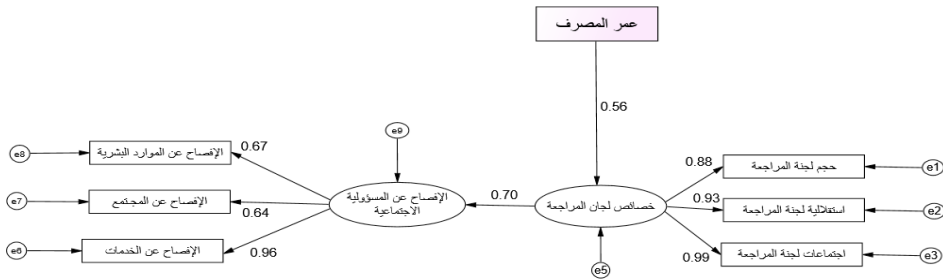 عمر المصرف
0.56
e9
e8
الإفصاح عن الموارد البشرية
0.67
e7
الإفصاح عن المجتمع
0.64
e6
الإفصاح عن الخدمات
0.96
الإفصاح عن المسؤولية
الاجتماعية
0.70
خصائص لجان المراجعة
e5
0.88
حجم لجنة المراجعة
e1
0.93
استقلالية لجنة المراجعة
e2
0.99
اجتماعات لجنة المراجعة
e3